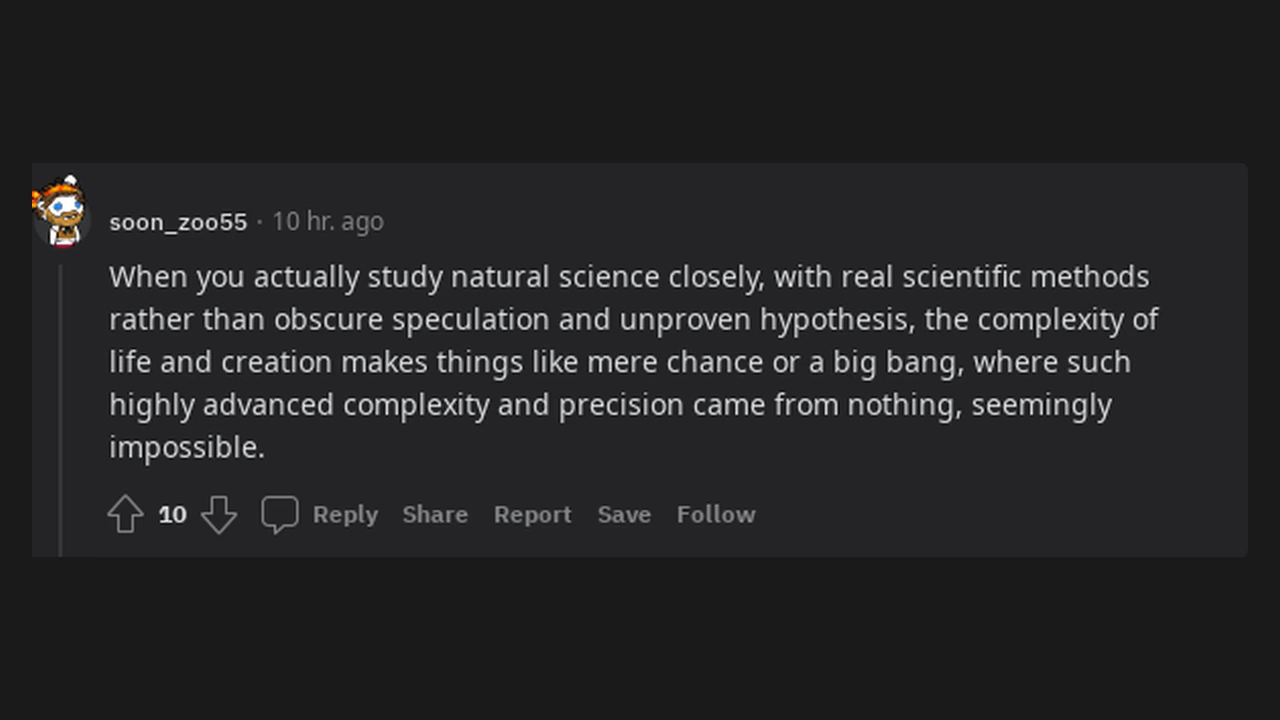 soon_zoo55 · 10 hr. ago
When you actually study natural science closely, with real scientific methods
rather than obscure speculation and unproven hypothesis, the complexity of
life and creation makes things like mere chance or a big bang, where such
highly advanced complexity and precision came from nothing, seemingly
impossible.
10 Reply Share Report Save Follow